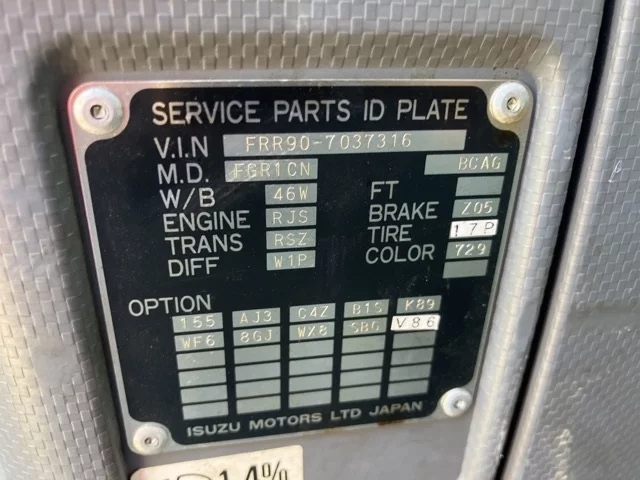 SERVICE PARTS ID PLATE
V.I.N FRR90-7037316
M.D. FGR1CN BCAG
W/B 46W FT
ENGINE RJS BRAKE Z05
TRANS RSZ TIRE 17P
DIFF W1P COLOR 729
OPTION
155 AJ3 C4Z B1S K89
WF6 8GJ WX8 SBG V86
ISUZU MOTORS LTD JAPAN
14%